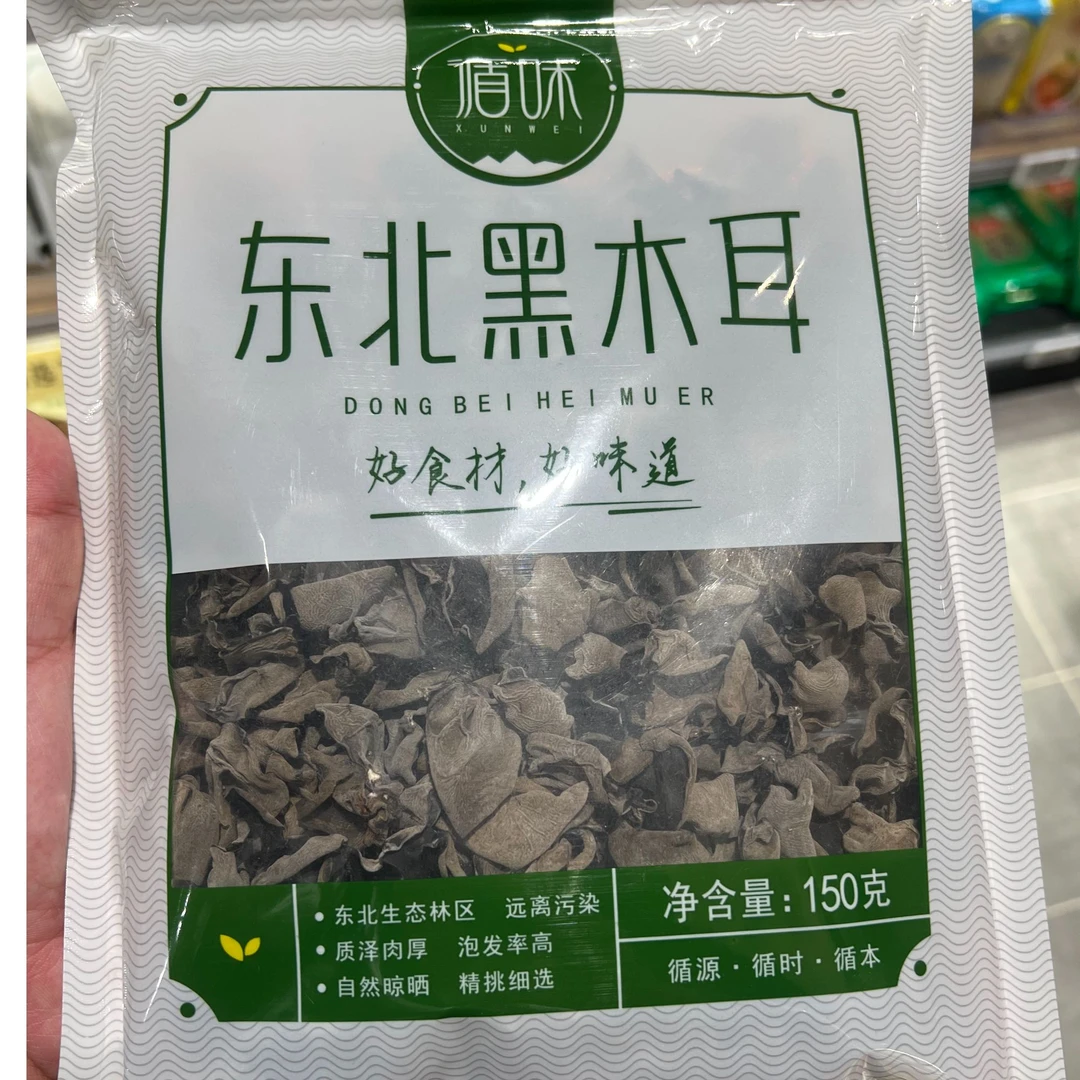 循味
XUNWEI
东北黑木耳
DONG BEI HEI MU ER
好食材,好味道
• 东北生态林区 远离污染
• 质泽肉厚 泡发率高
• 自然晾晒 精挑细选
净含量:150克
循源·循时·循本